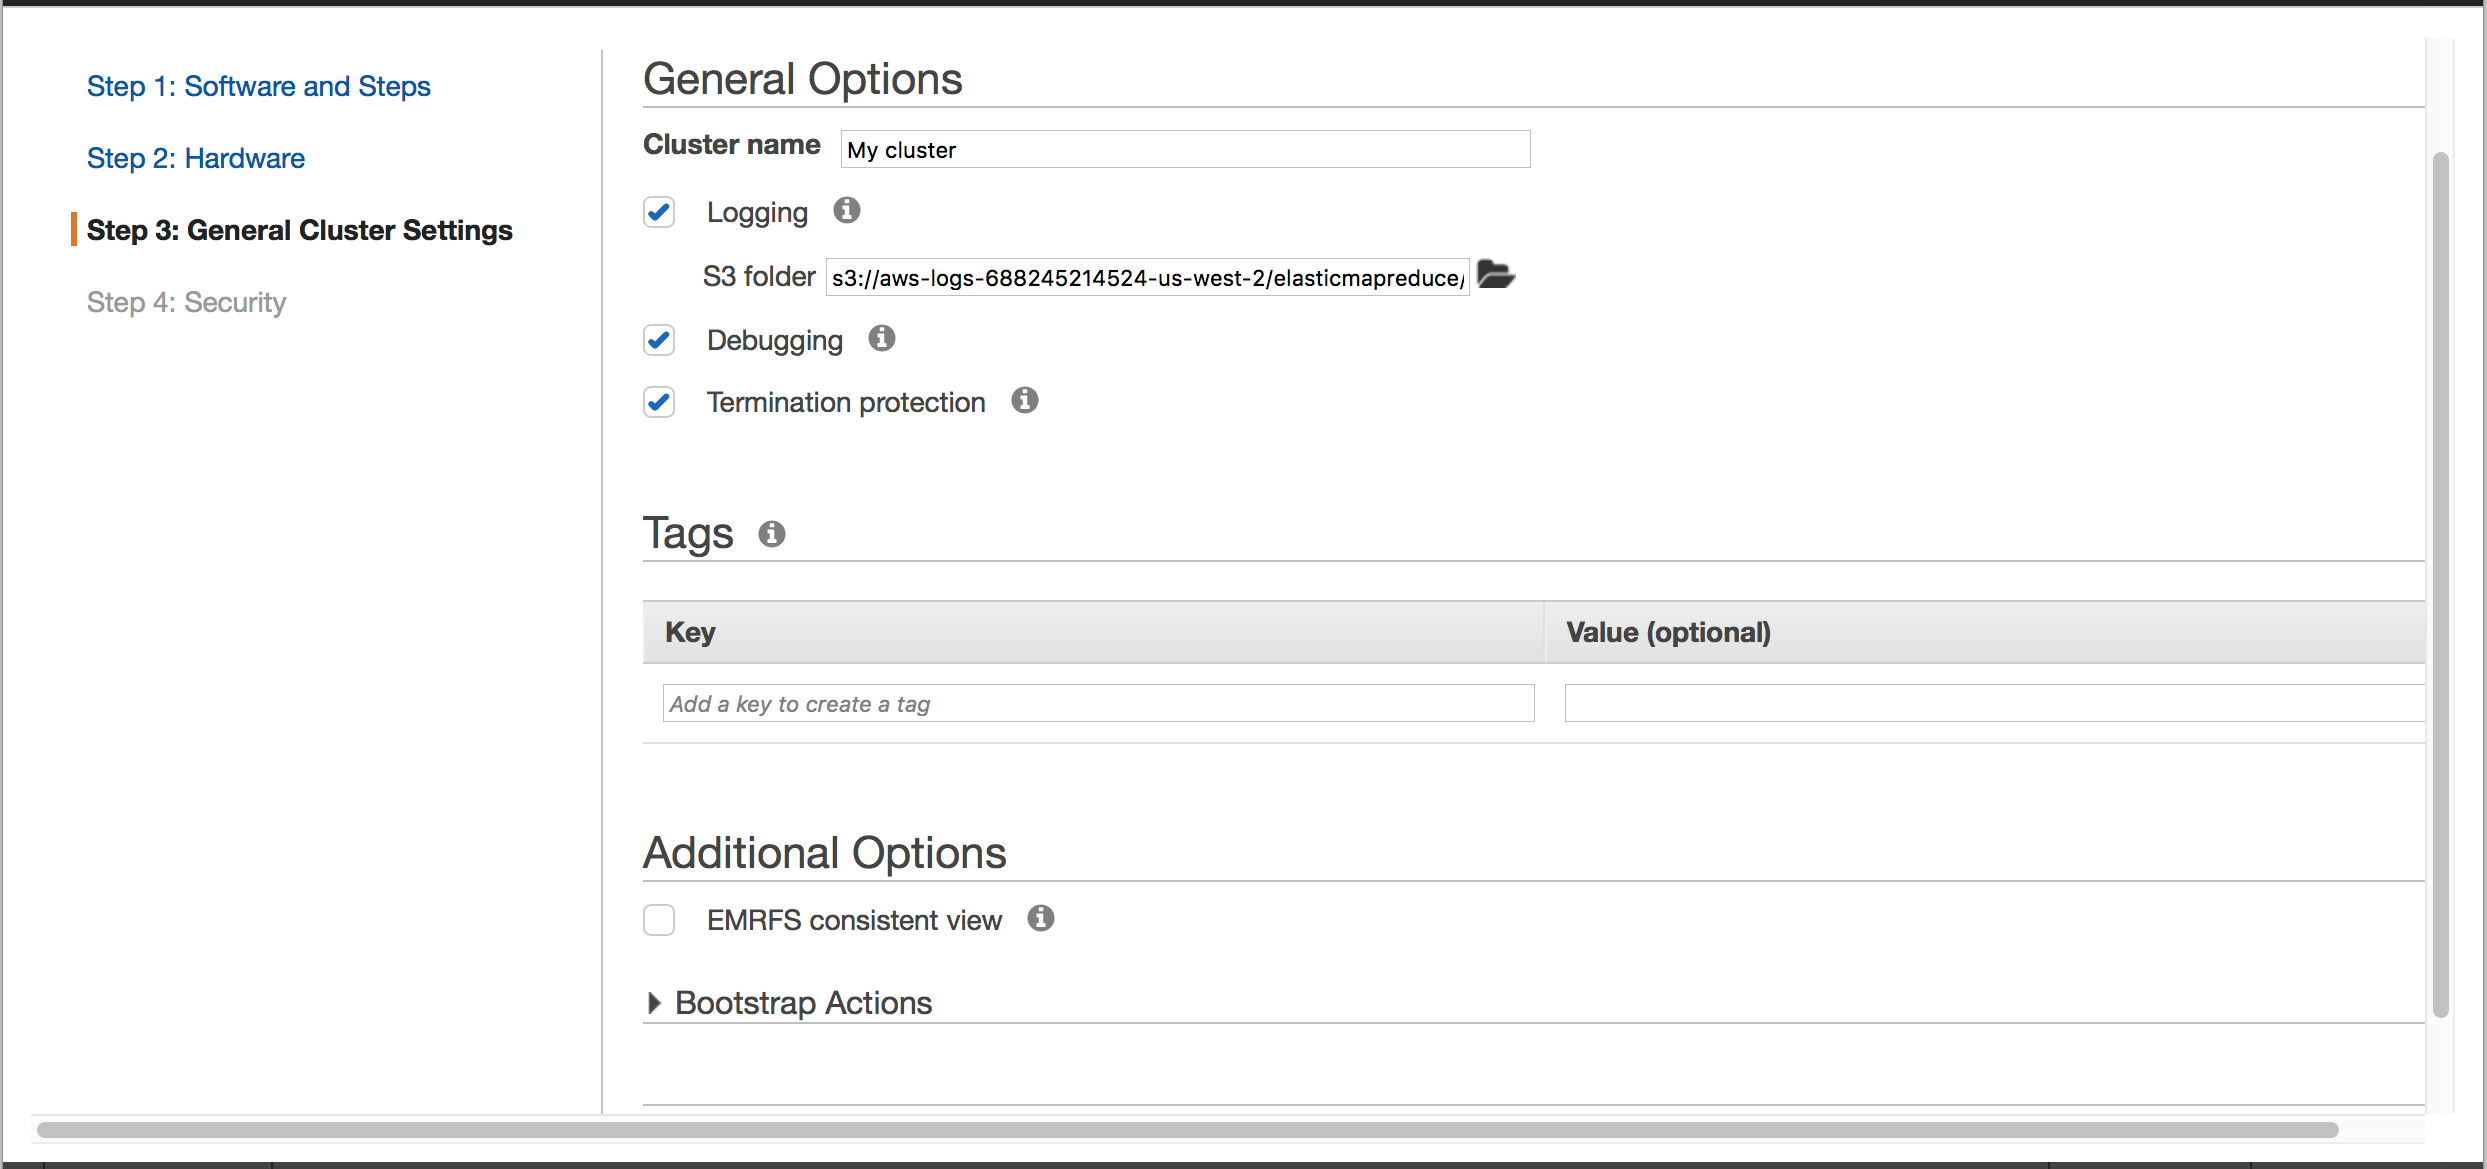 Step 1: Software and Steps
Step 2: Hardware
Step 3: General Cluster Settings
Step 4: Security
General Options
Cluster name My cluster
Logging
S3 folder s3://aws-logs-688245214524-us-west-2/elasticmapreduce/
Debugging
Termination protection
Tags
Key Value (optional)
Add a key to create a tag
Additional Options
EMRFS consistent view
Bootstrap Actions